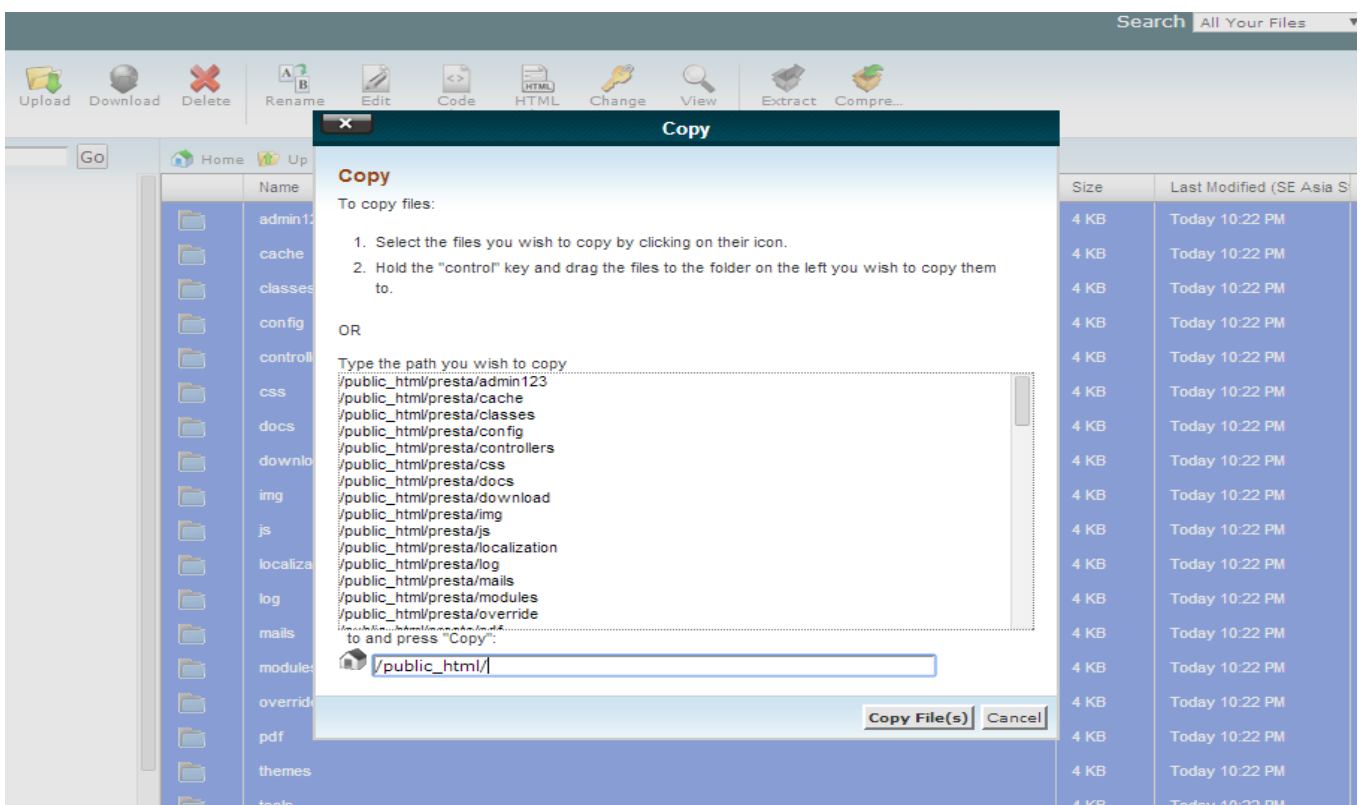 Search All Your Files
Upload Download Delete Rename Edit Code HTML Change View Extract Compre...
Copy
Go
Home Up
Copy
Name Size Last Modified (SE Asia S
To copy files:
admin12 4 KB Today 10:22 PM
1. Select the files you wish to copy by clicking on their icon.
cache 4 KB Today 10:22 PM
2. Hold the "control" key and drag the files to the folder on the left you wish to copy them
to.
classes 4 KB Today 10:22 PM
config 4 KB Today 10:22 PM
OR
controll 4 KB Today 10:22 PM
Type the path you wish to copy
/public_html/presta/admin123
/public_html/presta/cache
css 4 KB Today 10:22 PM
/public_html/presta/classes
docs 4 KB Today 10:22 PM
/public_html/presta/config
/public_html/presta/controllers
downlo 4 KB Today 10:22 PM
/public_html/presta/css
/public_html/presta/docs
img 4 KB Today 10:22 PM
/public_html/presta/download
/public_html/presta/img
js 4 KB Today 10:22 PM
/public_html/presta/js
/public_html/presta/localization
localiza 4 KB Today 10:22 PM
/public_html/presta/log
/public_html/presta/mails
log 4 KB Today 10:22 PM
/public_html/presta/modules
/public_html/presta/override
mails 4 KB Today 10:22 PM
to and press "Copy":
modules 4 KB Today 10:22 PM
/public_html/
override 4 KB Today 10:22 PM
Copy File(s) Cancel
pdf 4 KB Today 10:22 PM
themes 4 KB Today 10:22 PM